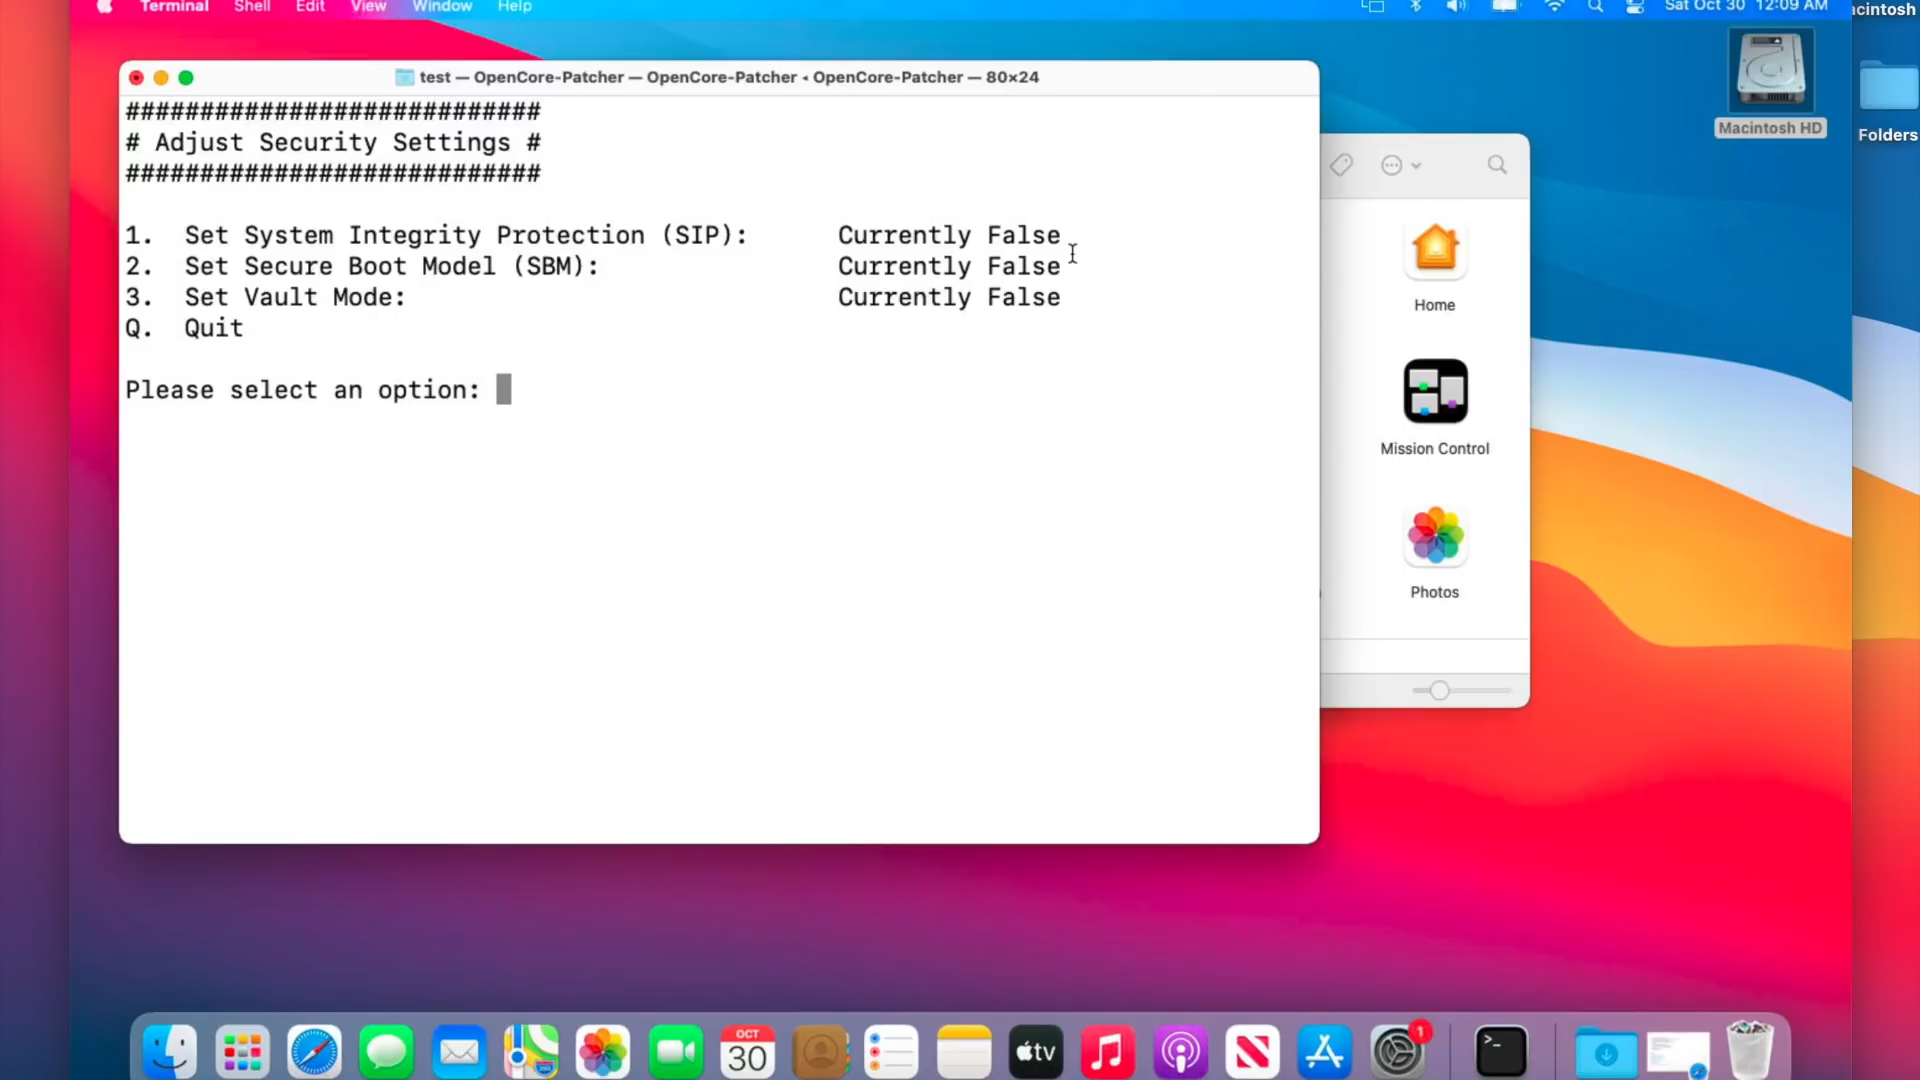 Terminal Shell Edit View Window Help
Sat Oct 30 12:09 AM
acintosh
test — OpenCore-Patcher — OpenCore-Patcher ◂ OpenCore-Patcher — 80×24
############################
# Adjust Security Settings #
############################
1. Set System Integrity Protection (SIP): Currently False
2. Set Secure Boot Model (SBM): Currently False
3. Set Vault Mode: Currently False
Q. Quit
Please select an option:
Macintosh HD
Folders
Home
Mission Control
Photos
OCT
30
tv
1
>_